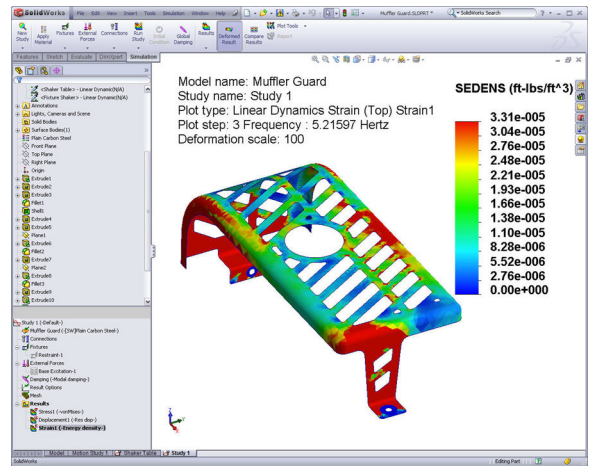 SolidWorks File Edit View Insert Tools Simulation Window Help Muffler Guard.SLDPRT * SolidWorks Search
New Study Apply Material Fixtures External Forces Connections Run Study Initial Condition Global Damping Results Deformed Result Compare Results Plot Tools Report
Features Sketch Evaluate DimXpert Simulation
<Shaker Table> - Linear Dynamic(N/A)
<Fixture Shaker> - Linear Dynamic(N/A)
Annotations
Lights, Cameras and Scene
Solid Bodies
Surface Bodies(1)
Plain Carbon Steel
Front Plane
Top Plane
Right Plane
Origin
Extrude1
Extrude2
Extrude3
Fillet1
Shell1
Extrude4
Extrude5
Plane1
Extrude6
Fillet2
Extrude7
Plane2
Extrude8
Fillet3
Extrude9
Extrude10
Study 1 (-Default-)
Muffler Guard (-[SW]Plain Carbon Steel-)
Connections
Fixtures
Restraint-1
External Forces
Base Excitation-1
Damping (-Modal damping-)
Result Options
Mesh
Results
Stress1 (-vonMises-)
Displacement1 (-Res disp-)
Strain1 (-Energy density-)
Model name: Muffler Guard
Study name: Study 1
Plot type: Linear Dynamics Strain (Top) Strain1
Plot step: 3 Frequency : 5.21597 Hertz
Deformation scale: 100
SEDENS (ft-lbs/ft^3)
3.31e-005
3.04e-005
2.76e-005
2.48e-005
2.21e-005
1.93e-005
1.66e-005
1.38e-005
1.10e-005
8.28e-006
5.52e-006
2.76e-006
0.00e+000
Model Motion Study 1 Shaker Table Study 1
SolidWorks Editing Part